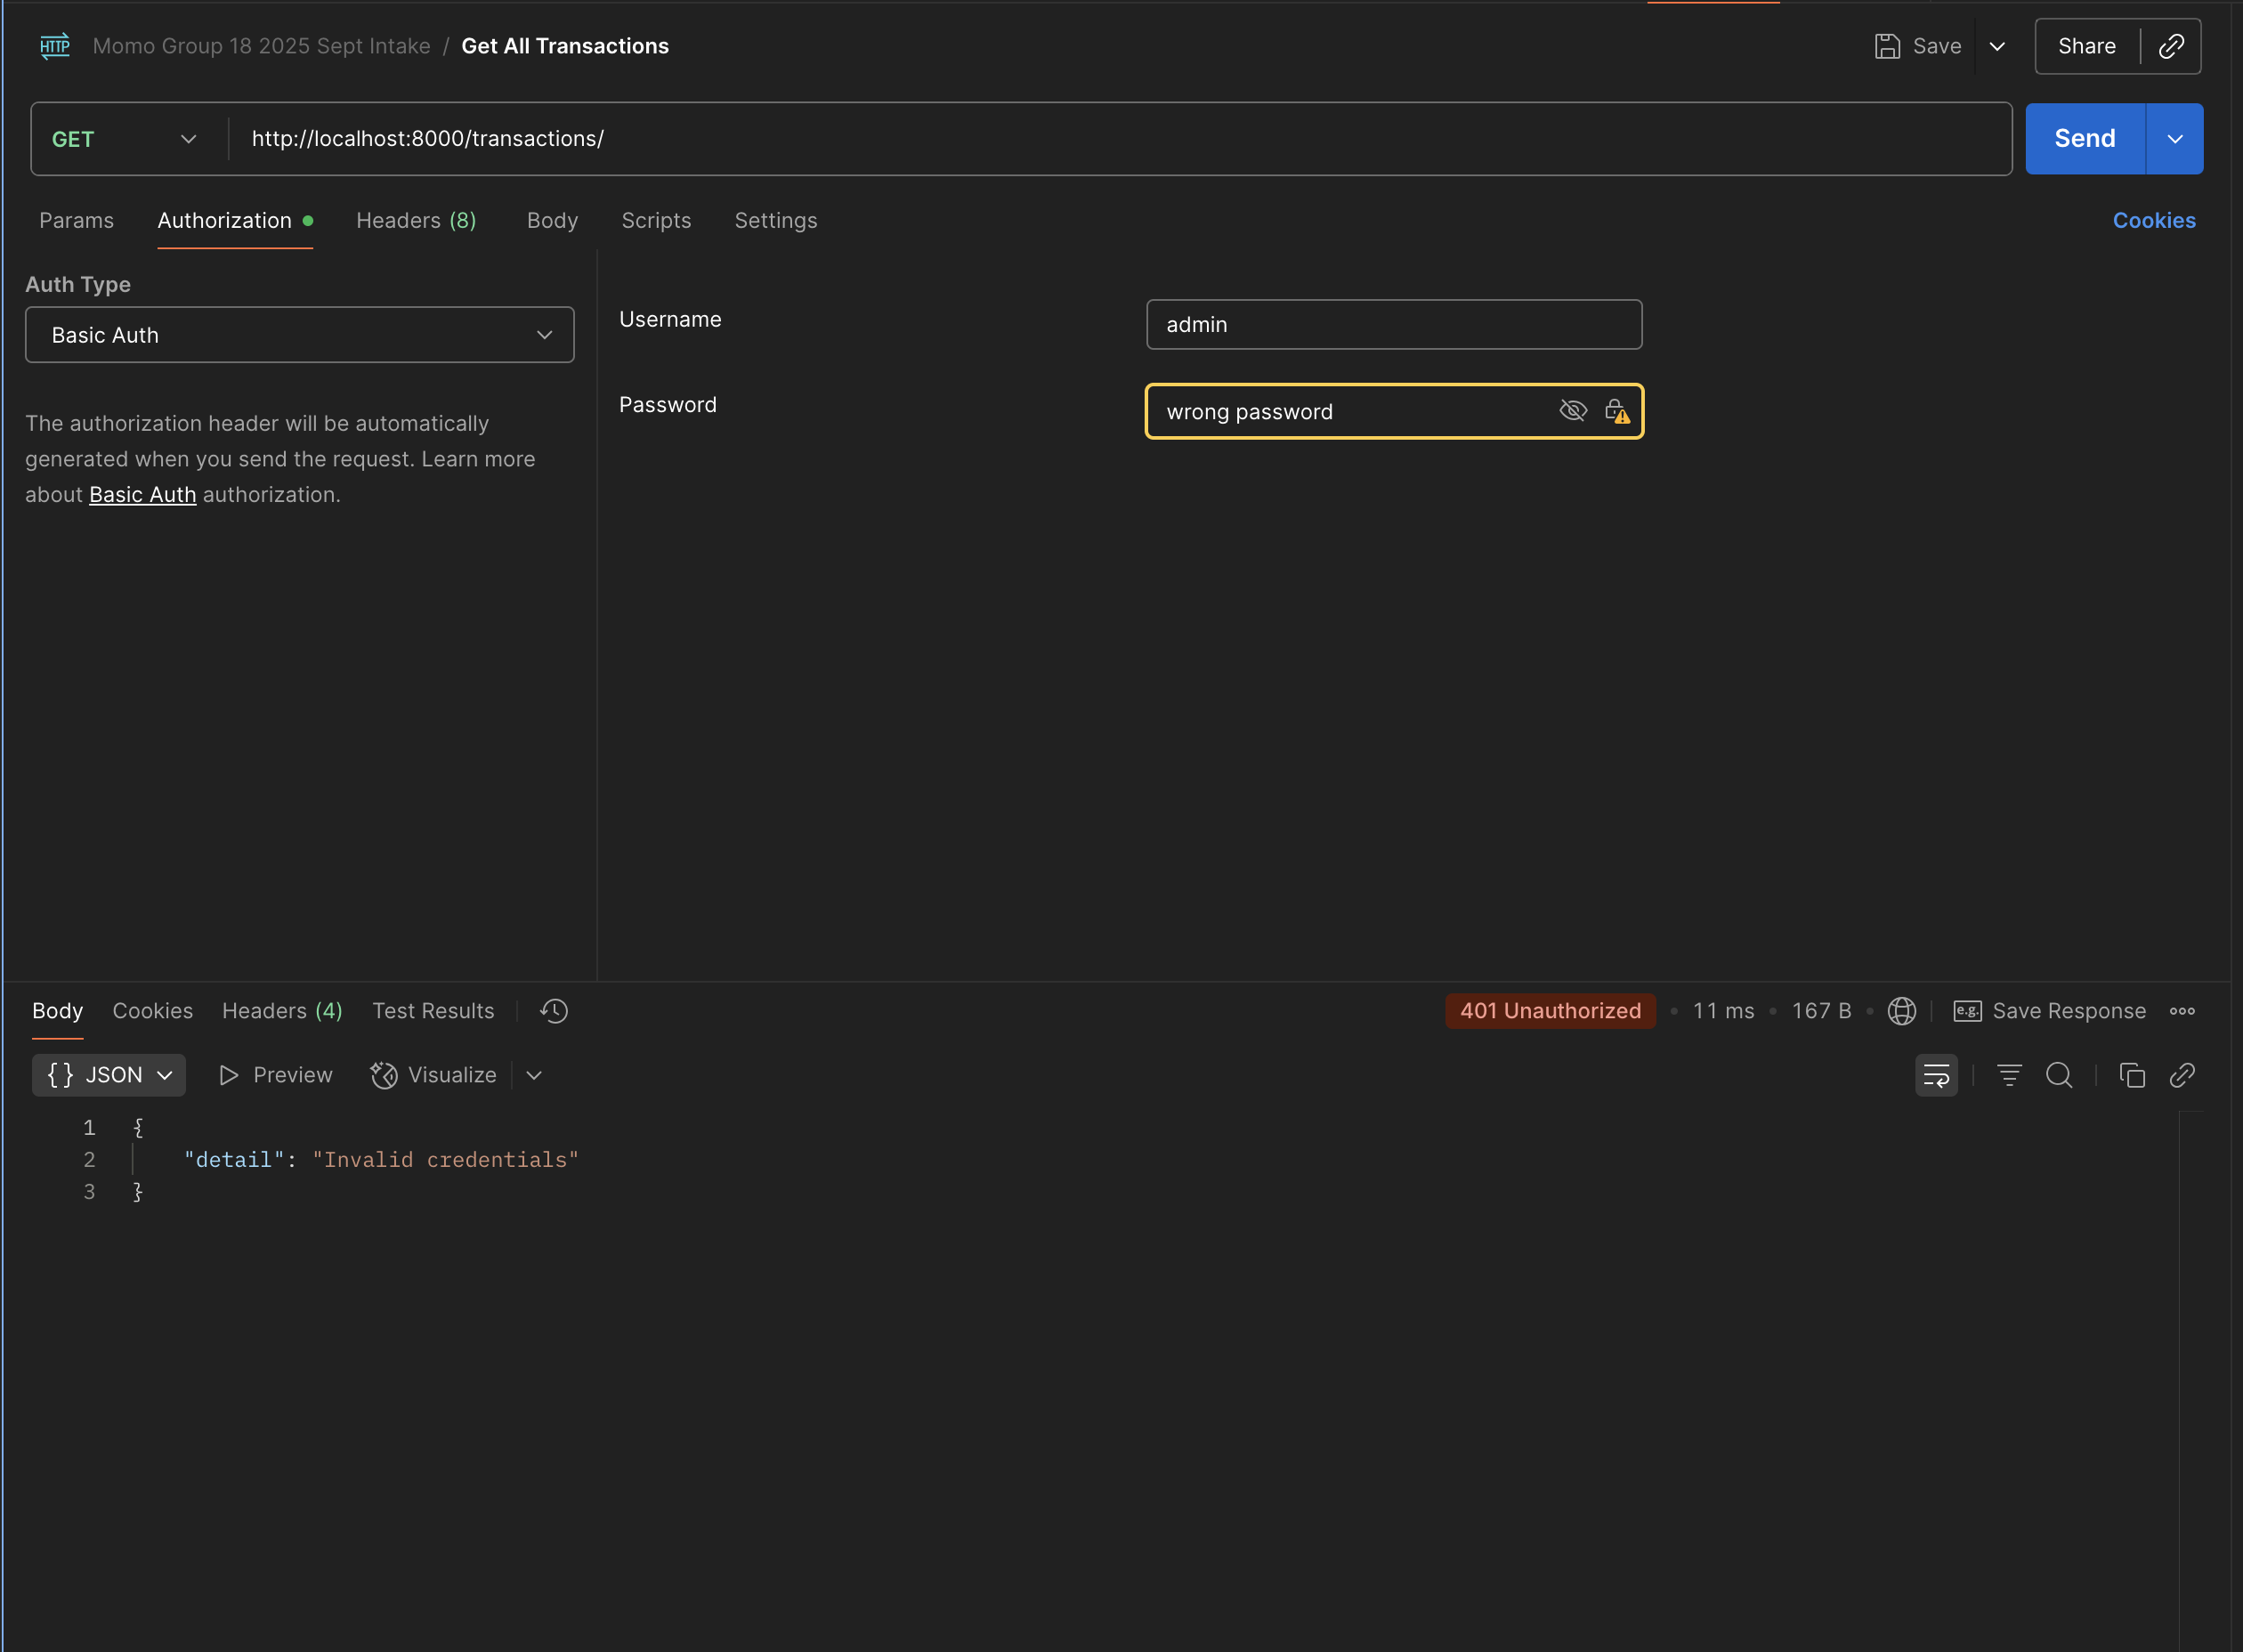 HTTP Momo Group 18 2025 Sept Intake / Get All Transactions Save Share
GET http://localhost:8000/transactions/ Send
Params Authorization Headers (8) Body Scripts Settings Cookies
Auth Type
Basic Auth
The authorization header will be automatically
generated when you send the request. Learn more
about Basic Auth authorization.
Username admin
Password wrong password
Body Cookies Headers (4) Test Results 401 Unauthorized • 11 ms • 167 B • e.g. Save Response
{} JSON Preview Visualize
1 {
2 "detail": "Invalid credentials"
3 }